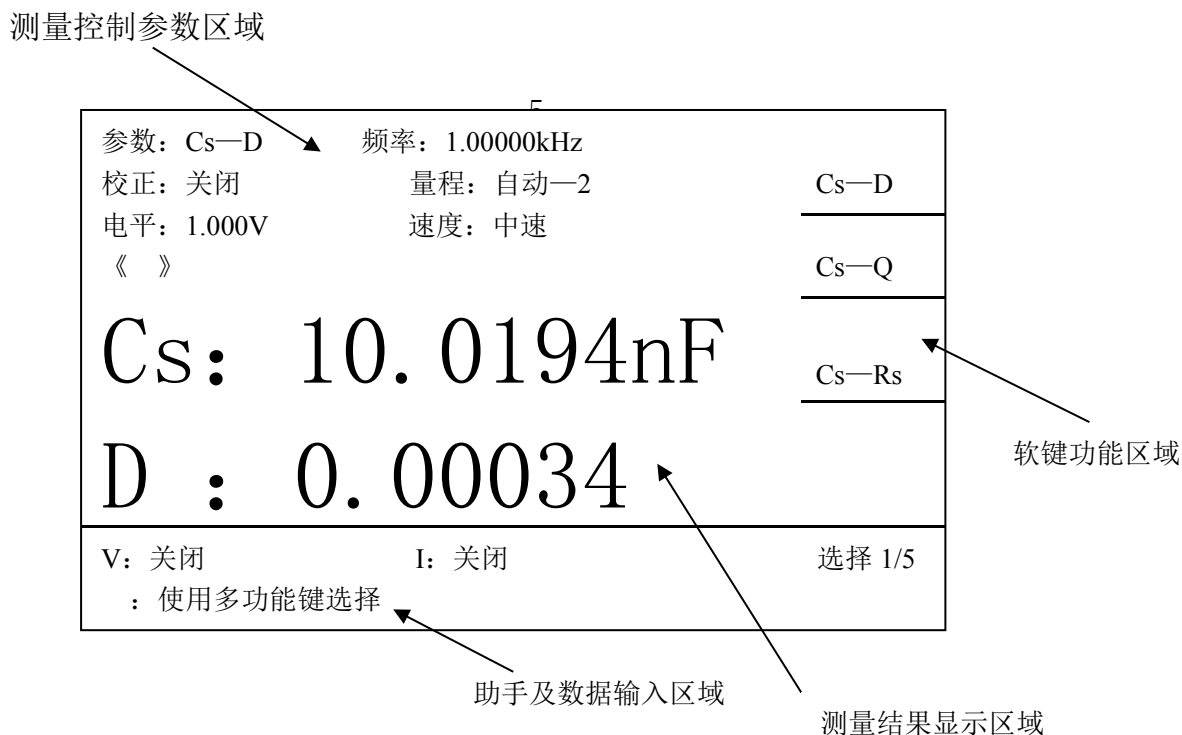 测量控制参数区域
5
参数：Cs—D 频率：1.00000kHz
校正：关闭 量程：自动—2 Cs—D
电平：1.000V 速度：中速
《 》 Cs—Q
Cs：10.0194nF
Cs—Rs
软键功能区域
D ：0.00034
V：关闭 I：关闭 选择 1/5
：使用多功能键选择
助手及数据输入区域
测量结果显示区域